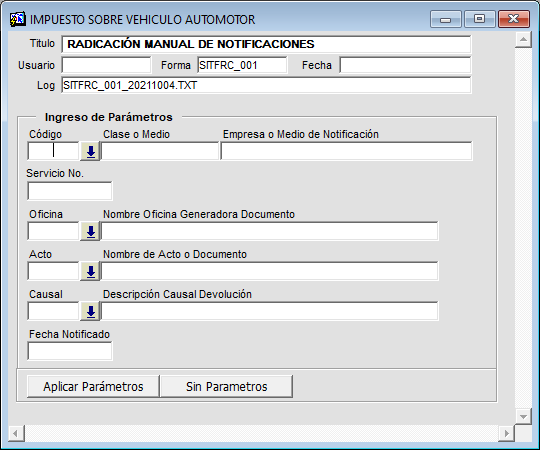 IMPUESTO SOBRE VEHICULO AUTOMOTOR
Título RADICACIÓN MANUAL DE NOTIFICACIONES
Usuario Forma SITFRC_001 Fecha
Log SITFRC_001_20211004.TXT
Ingreso de Parámetros
Código Clase o Medio Empresa o Medio de Notificación
Servicio No.
Oficina Nombre Oficina Generadora Documento
Acto Nombre de Acto o Documento
Causal Descripción Causal Devolución
Fecha Notificado
Aplicar Parámetros Sin Parametros